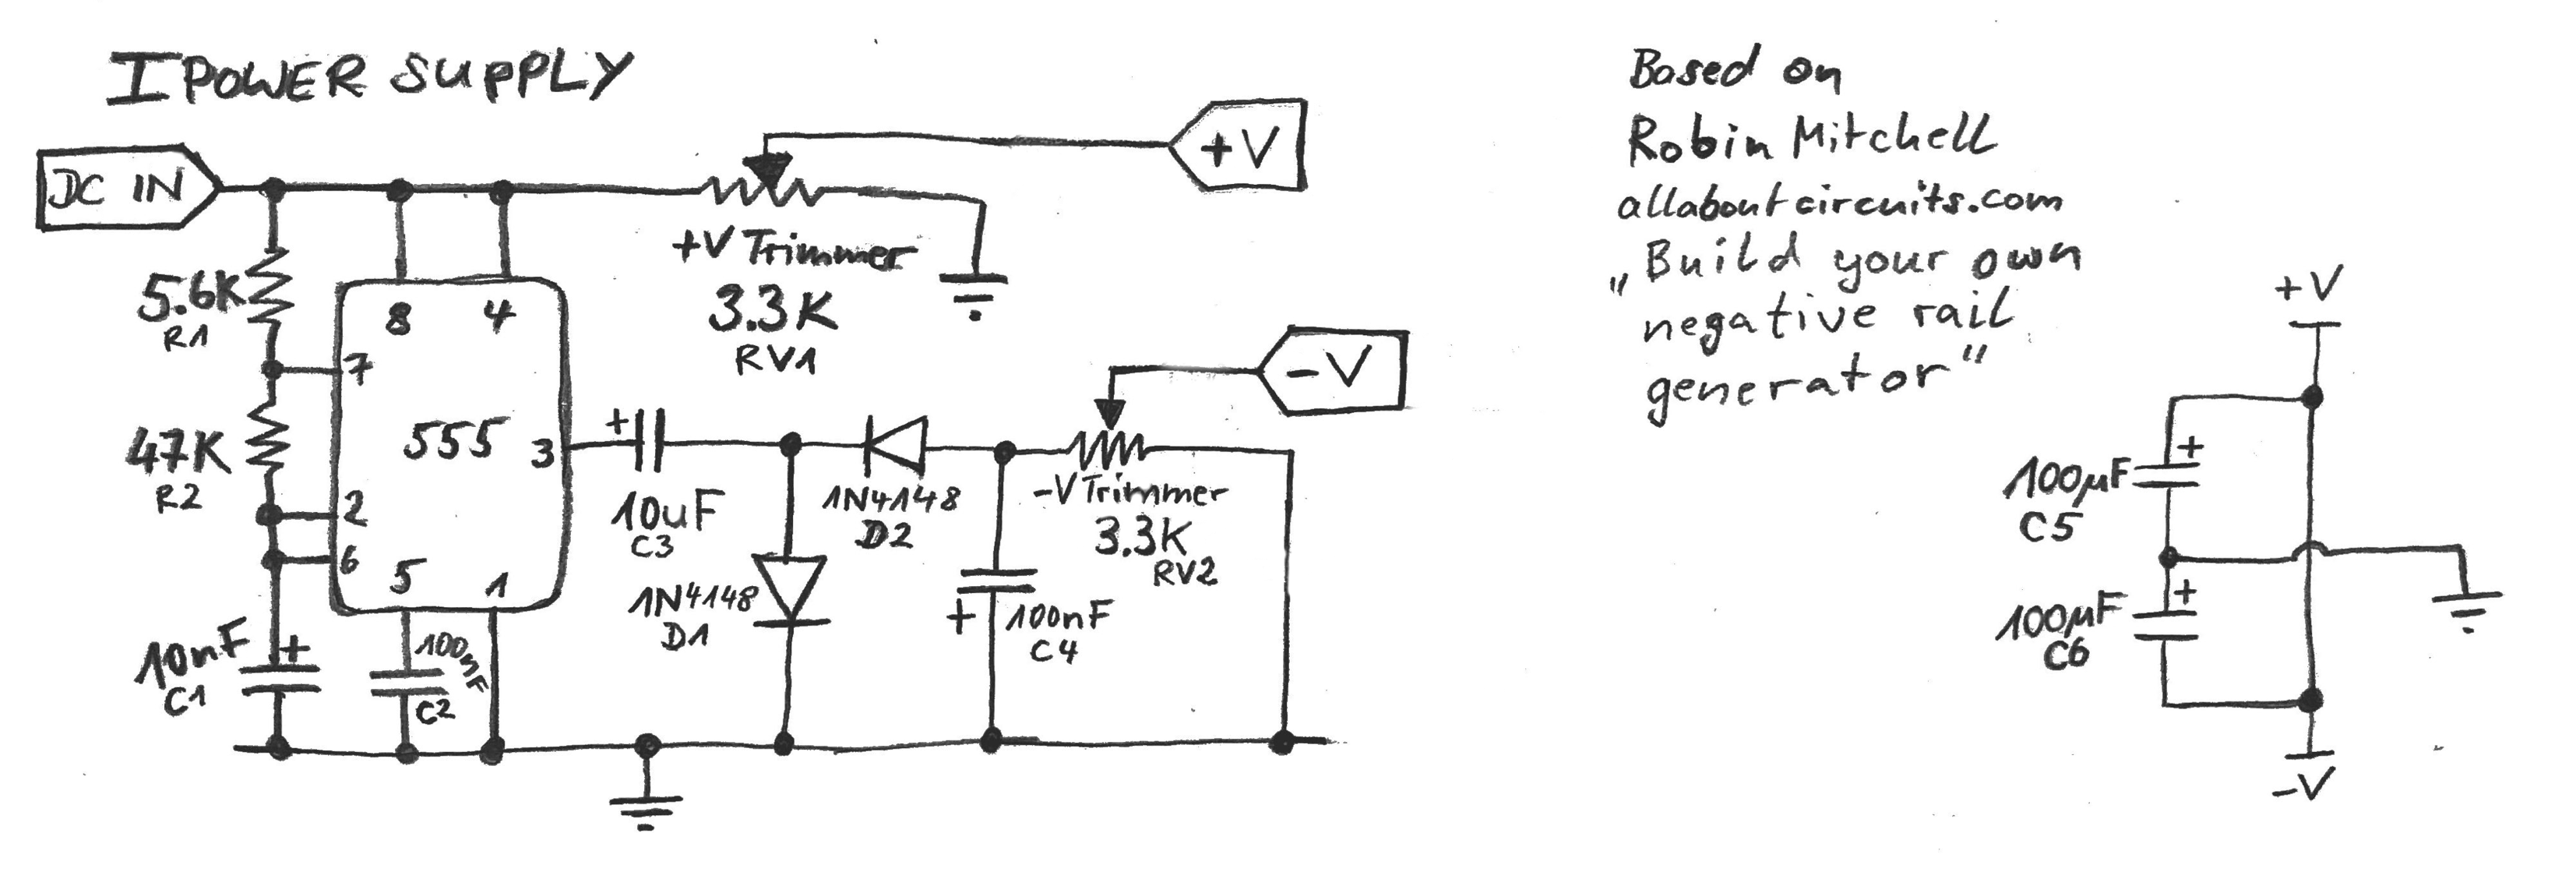 I POWER SUPPLY
DC IN
+V
5.6K
R1
+V Trimmer
3.3K
RV1
8
4
7
-V
47K
R2
555
3
+
10uF
C3
1N4148
D2
-V Trimmer
3.3K
RV2
2
6
5
1
1N4148
D1
+
100nF
C4
10nF
C1
+
100nF
C2
Based on
Robin Mitchell
allaboutcircuits.com
„Build your own
negative rail
generator"
+V
+
100µF
C5
+
100µF
C6
-V